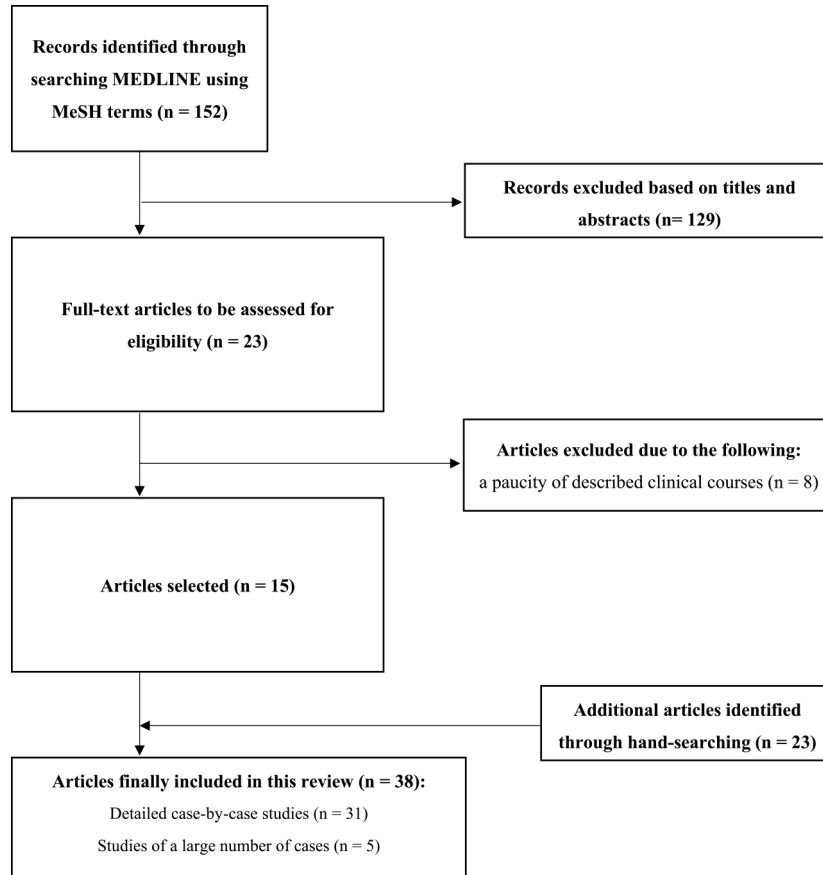 Records identified through
searching MEDLINE using
MeSH terms (n = 152)
Records excluded based on titles and
abstracts (n= 129)
Full-text articles to be assessed for
eligibility (n = 23)
Articles excluded due to the following:
a paucity of described clinical courses (n = 8)
Articles selected (n = 15)
Additional articles identified
through hand-searching (n = 23)
Articles finally included in this review (n = 38):
Detailed case-by-case studies (n = 31)
Studies of a large number of cases (n = 5)